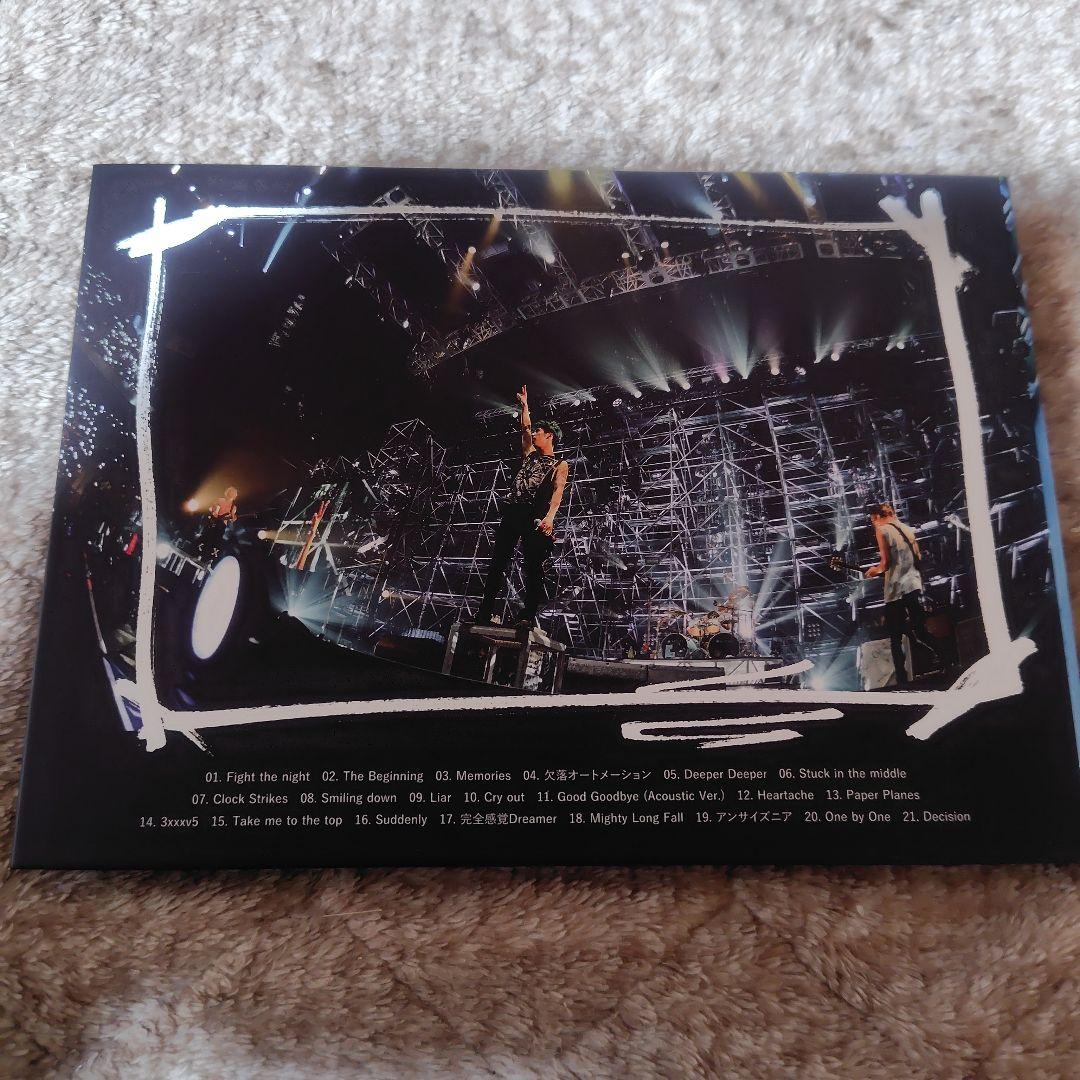 01. Fight the night 02. The Beginning 03. Memories 04. 欠落オートメーション 05. Deeper Deeper 06. Stuck in the middle
07. Clock Strikes 08. Smiling down 09. Liar 10. Cry out 11. Good Goodbye (Acoustic Ver.) 12. Heartache 13. Paper Planes
14. 3xxxv5 15. Take me to the top 16. Suddenly 17. 完全感覚Dreamer 18. Mighty Long Fall 19. アンサイズニア 20. One by One 21. Decision